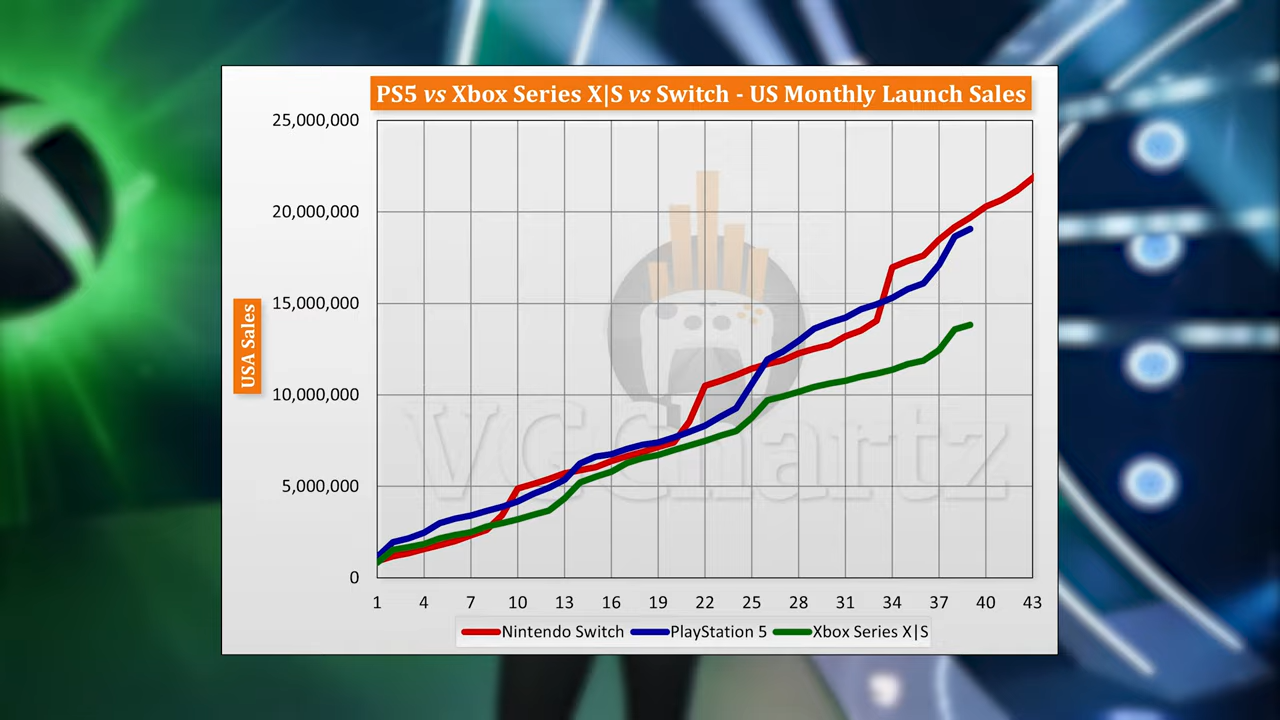 PS5 vs Xbox Series X|S vs Switch - US Monthly Launch Sales
25,000,000
20,000,000
15,000,000
10,000,000
5,000,000
0
USA Sales
VGChartz
1 4 7 10 13 16 19 22 25 28 31 34 37 40 43
Nintendo Switch PlayStation 5 Xbox Series X|S